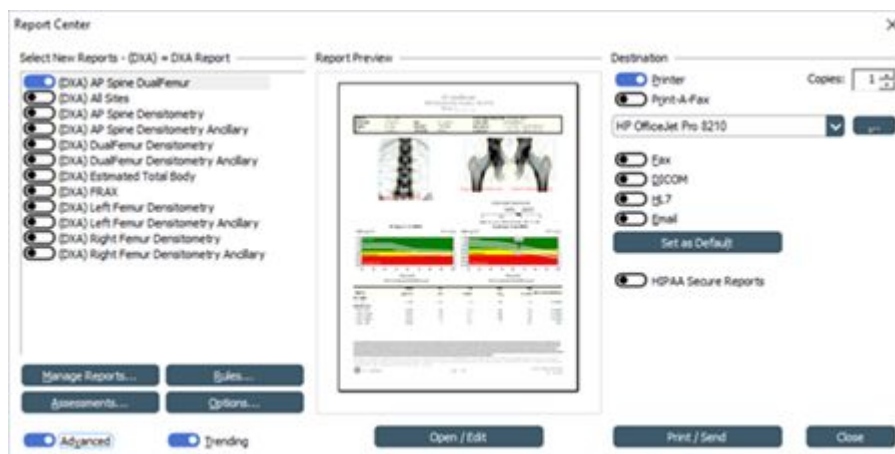 Report Center
Select New Reports - (DXA) = DXA Report
(DXA) AP Spine DualFemur
(DXA) All Sites
(DXA) AP Spine Densitometry
(DXA) AP Spine Densitometry Ancillary
(DXA) DualFemur Densitometry
(DXA) DualFemur Densitometry Ancillary
(DXA) Estimated Total Body
(DXA) FRAX
(DXA) Left Femur Densitometry
(DXA) Left Femur Densitometry Ancillary
(DXA) Right Femur Densitometry
(DXA) Right Femur Densitometry Ancillary
Manage Reports...
Rules...
Assessments...
Options...
Advanced
Trending
Report Preview
Open / Edit
Destination
Printer
Copies: 1
Print-A-Fax
HP OfficeJet Pro 8210
...
Fax
DICOM
HL7
Email
Set as Default
HIPAA Secure Reports
Print / Send
Close